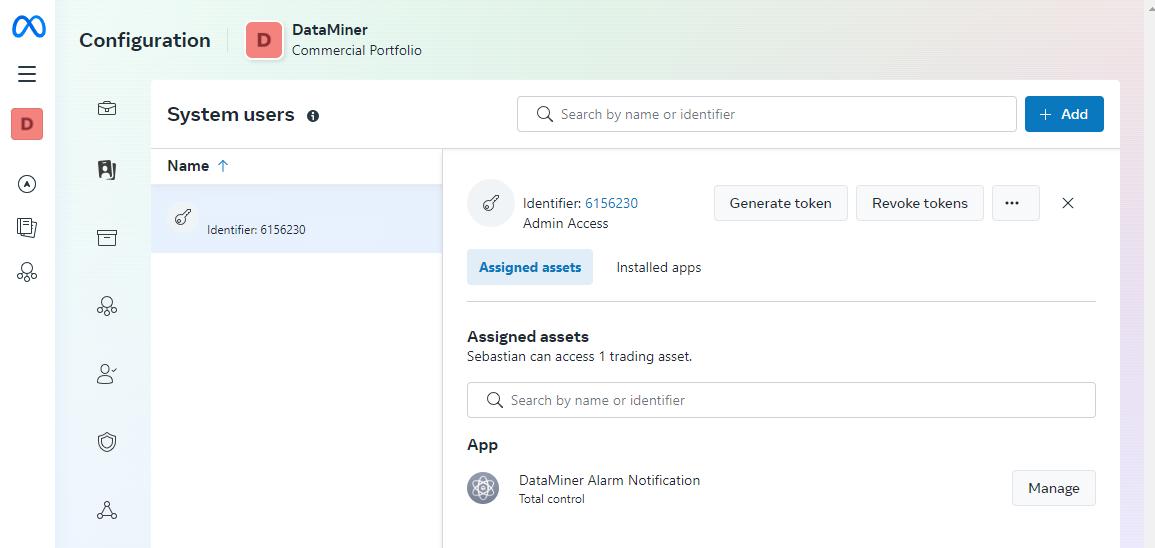 Configuration
D
DataMiner
Commercial Portfolio
D
System users
Search by name or identifier
+ Add
Name ↑
Identifier: 6156230
Identifier: 6156230
Admin Access
Generate token
Revoke tokens
...
Assigned assets
Installed apps
Assigned assets
Sebastian can access 1 trading asset.
Search by name or identifier
App
DataMiner Alarm Notification
Total control
Manage